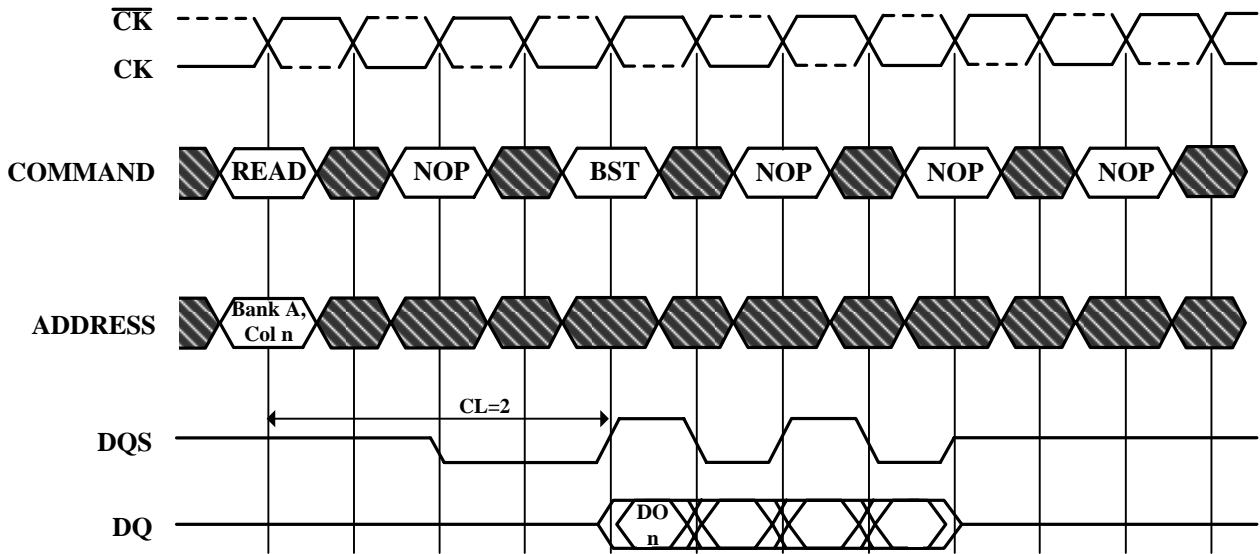 CK
CK
COMMAND
READ NOP BST NOP NOP NOP
ADDRESS
Bank A,
Col n
CL=2
DQS
DQ
DO
n